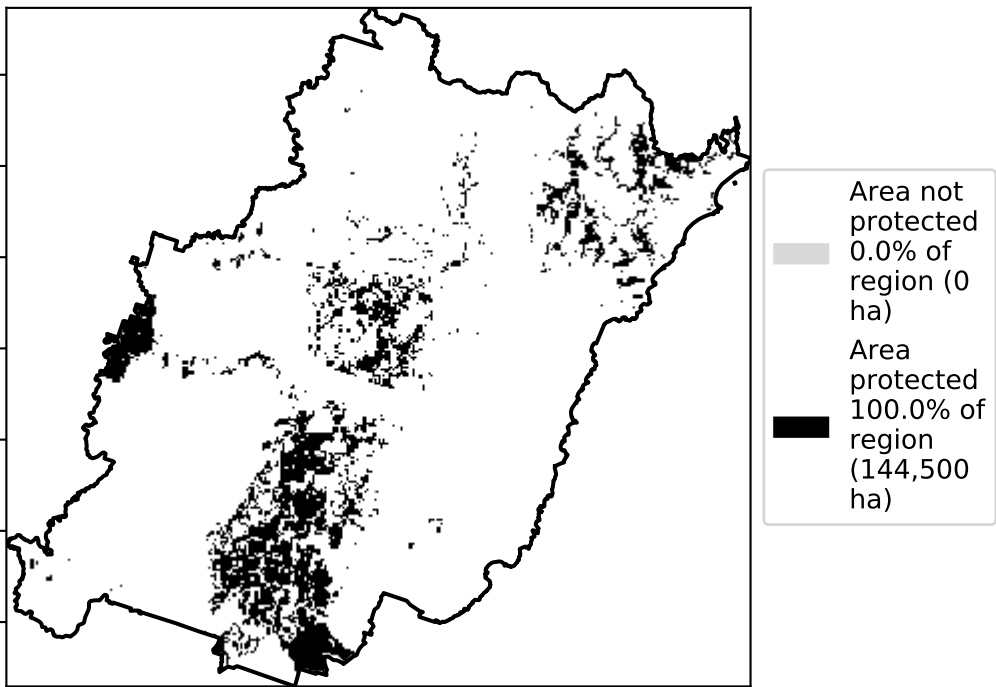 Area not
protected
0.0% of
region (0
ha)
Area
protected
100.0% of
region
(144,500
ha)